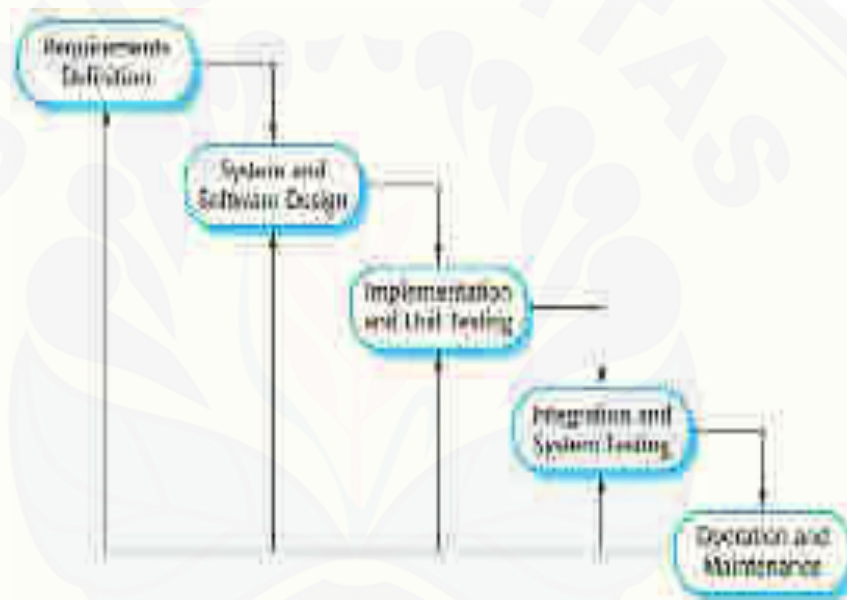 Requirements
Definition
System and
Software Design
Implementation
and Unit Testing
Integration and
System Testing
Operation and
Maintenance